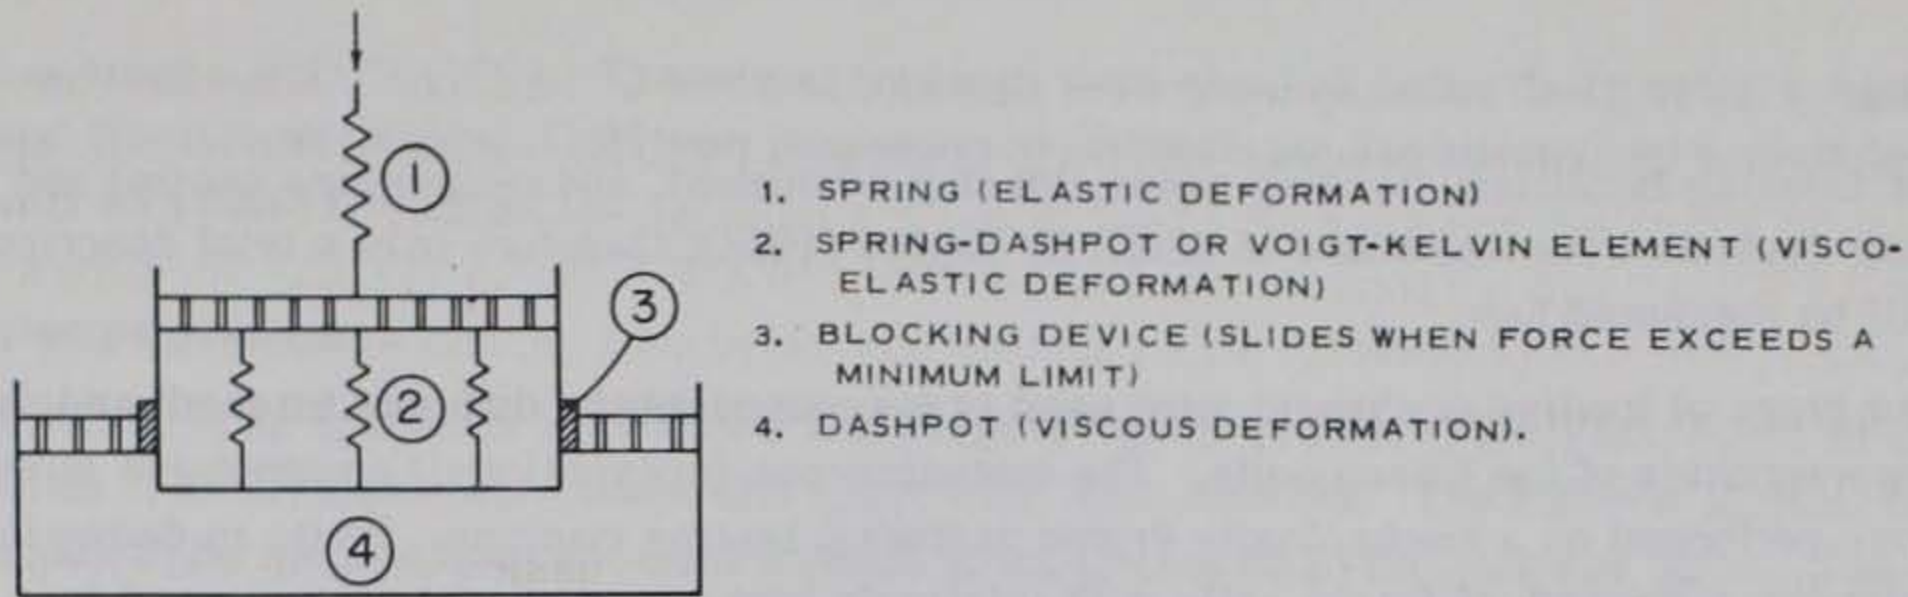 1
2
3
4
1. SPRING (ELASTIC DEFORMATION)
2. SPRING-DASHPOT OR VOIGT-KELVIN ELEMENT (VISCO-
ELASTIC DEFORMATION)
3. BLOCKING DEVICE (SLIDES WHEN FORCE EXCEEDS A
MINIMUM LIMIT)
4. DASHPOT (VISCOUS DEFORMATION).